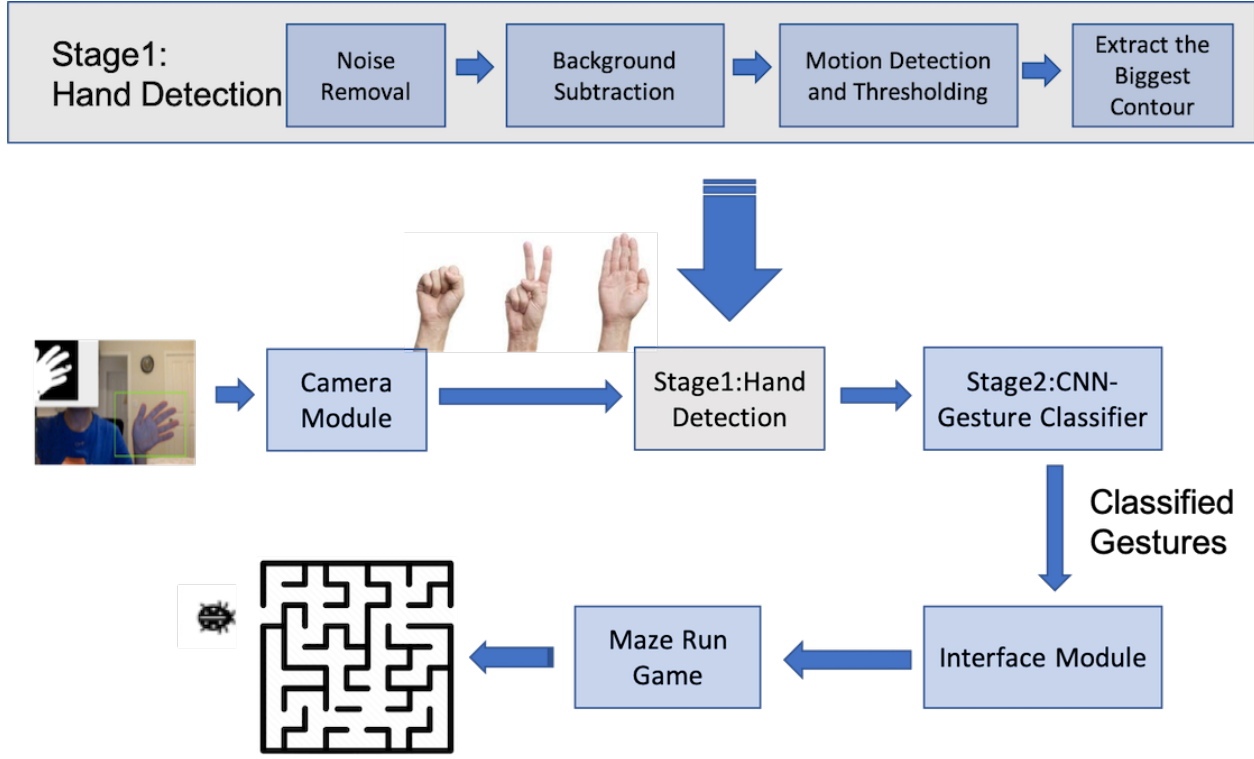 Stage1:
Hand Detection
Noise
Removal
Background
Subtraction
Motion Detection
and Thresholding
Extract the
Biggest
Contour
Camera
Module
Stage1:Hand
Detection
Stage2:CNN-
Gesture Classifier
Classified
Gestures
Maze Run
Game
Interface Module